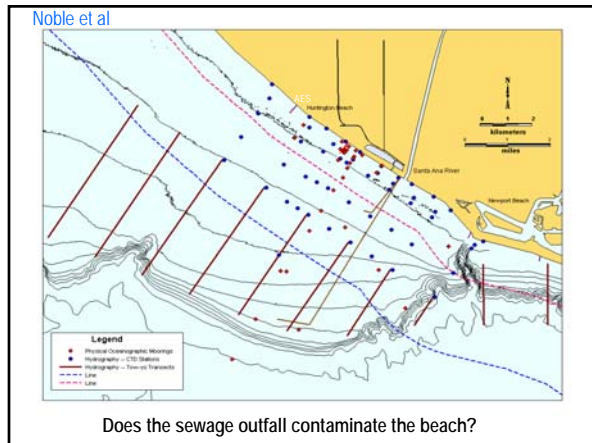 Noble et al
AES
Huntington Beach
N
kilometers
miles
Santa Ana River
Newport Beach
Legend
Physical Oceanographic Moorings
Hydrography -- CTD Stations
Hydrography -- Tow-yo Transects
Line
Line
Does the sewage outfall contaminate the beach?